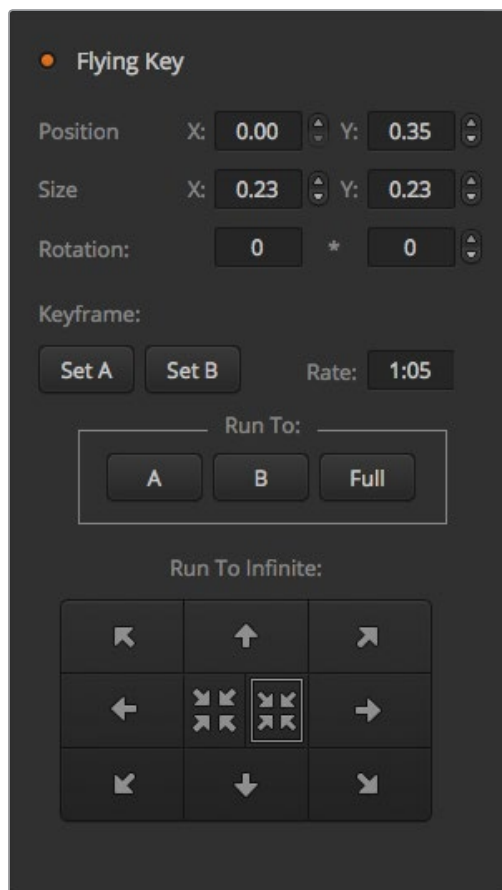 Flying Key
Position X: 0.00 Y: 0.35
Size X: 0.23 Y: 0.23
Rotation: 0 * 0
Keyframe:
Set A Set B Rate: 1:05
Run To:
A B Full
Run To Infinite: